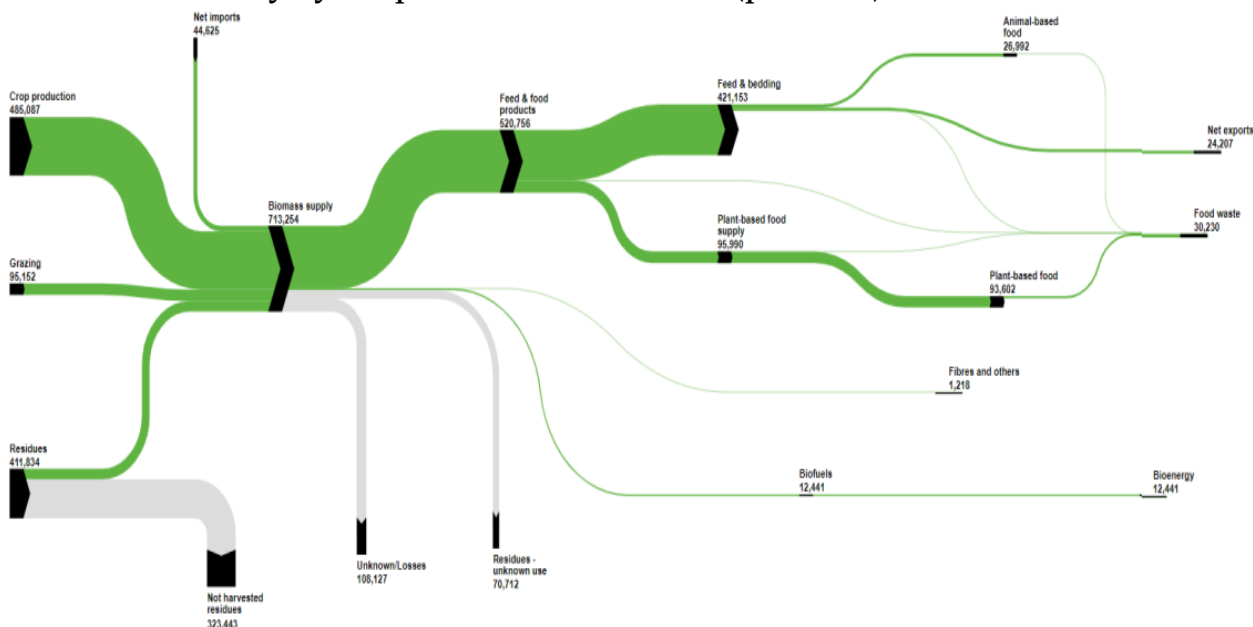 Net imports
44,625
Animal-based
food
26,992
Crop production
485,087
Feed & food
products
520,756
Feed & bedding
421,153
Net exports
24,207
Biomass supply
713,254
Plant-based food
supply
95,990
Food waste
30,230
Grazing
95,152
Plant-based food
93,602
Fibres and others
1,218
Residues
411,834
Biofuels
12,441
Bioenergy
12,441
Unknown/Losses
108,127
Residues -
unknown use
70,712
Not harvested
residues
323,443